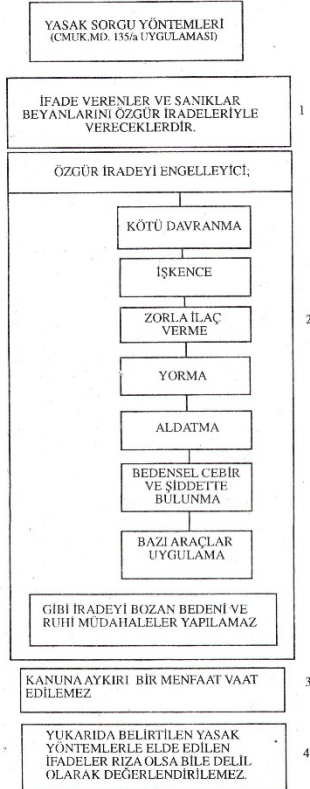 YASAK SORGU YÖNTEMLERİ
(CMUK.MD. 135/a UYGULAMASI)
İFADE VERENLER VE SANIKLAR
BEYANLARINI ÖZGÜR İRADELERİYLE
VERECEKLERDİR.
1
ÖZGÜR İRADEYİ ENGELLEYİCİ;
KÖTÜ DAVRANMA
İŞKENCE
ZORLA İLAÇ
VERME
2
YORMA
ALDATMA
BEDENSEL CEBİR
VE ŞİDDETTE
BULUNMA
BAZI ARAÇLAR
UYGULAMA
GİBİ İRADEYİ BOZAN BEDENİ VE
RUHİ MÜDAHALELER YAPILAMAZ
KANUNA AYKIRI BİR MENFAAT VAAT
EDİLEMEZ
3
YUKARIDA BELİRTİLEN YASAK
YÖNTEMLERLE ELDE EDİLEN
İFADELER RIZA OLSA BİLE DELİL
OLARAK DEĞERLENDİRİLEMEZ.
4